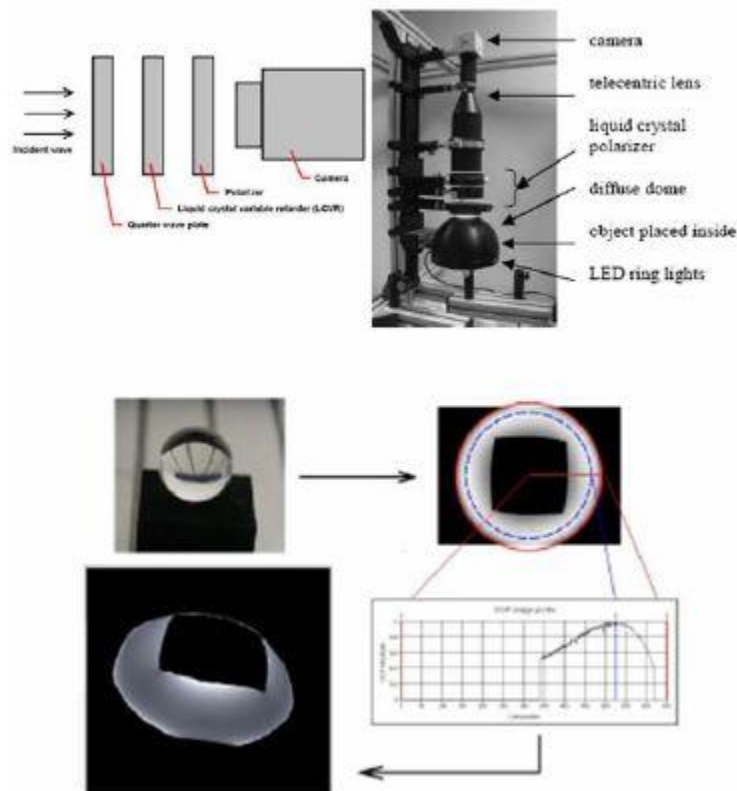 Incident wave
Quarter wave plate
Liquid crystal variable retarder (LCVR)
Polarizer
Camera
camera
telecentric lens
liquid crystal
polarizer
diffuse dome
object placed inside
LED ring lights